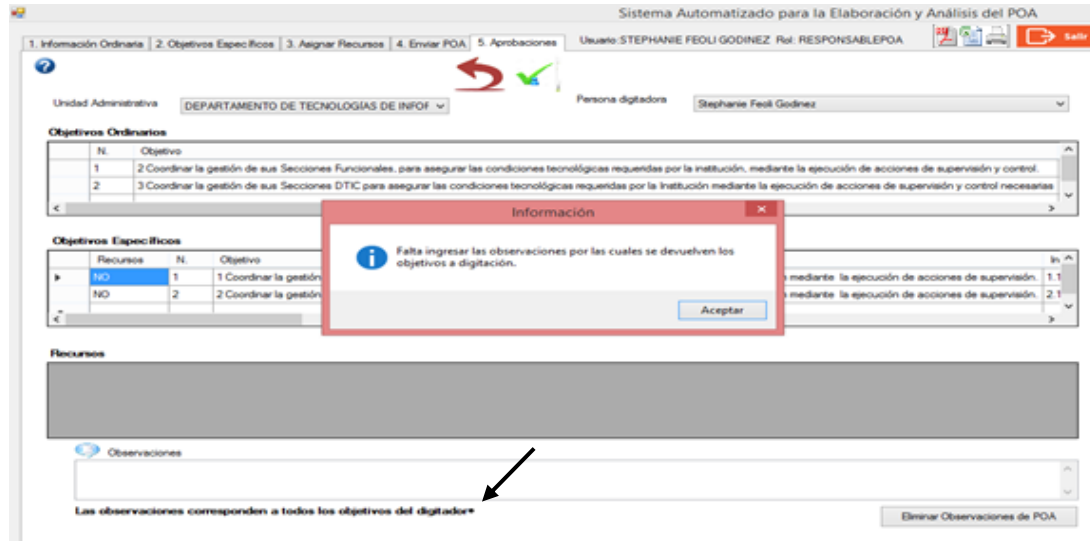 Sistema Automatizado para la Elaboración y Análisis del POA
1. Información Ordinaria 2. Objetivos Específicos 3. Asignar Recursos 4. Enviar POA 5. Aprobaciones Usuario:STEPHANIE FEOLI GODINEZ Rol: RESPONSABLEPOA Salir
Unidad Administrativa DEPARTAMENTO DE TECNOLOGÍAS DE INFOF Persona digitadora Stephanie Feoli Godinez
Objetivos Ordinarios
N. Objetivo
1 2 Coordinar la gestión de sus Secciones Funcionales, para asegurar las condiciones tecnológicas requeridas por la institución, mediante la ejecución de acciones de supervisión y control.
2 3 Coordinar la gestión de sus Secciones DTIC para asegurar las condiciones tecnológicas requeridas por la Institución mediante la ejecución de acciones de supervisión y control necesarias
Información
Falta ingresar las observaciones por las cuales se devuelven los
objetivos a digitación.
Aceptar
Objetivos Específicos
Recursos N. Objetivo In
NO 1 1 Coordinar la gestión mediante la ejecución de acciones de supervisión. 1.1
NO 2 2 Coordinar la gestión mediante la ejecución de acciones de supervisión. 2.1
Recursos
Observaciones
Las observaciones corresponden a todos los objetivos del digitador*
Eliminar Observaciones de POA